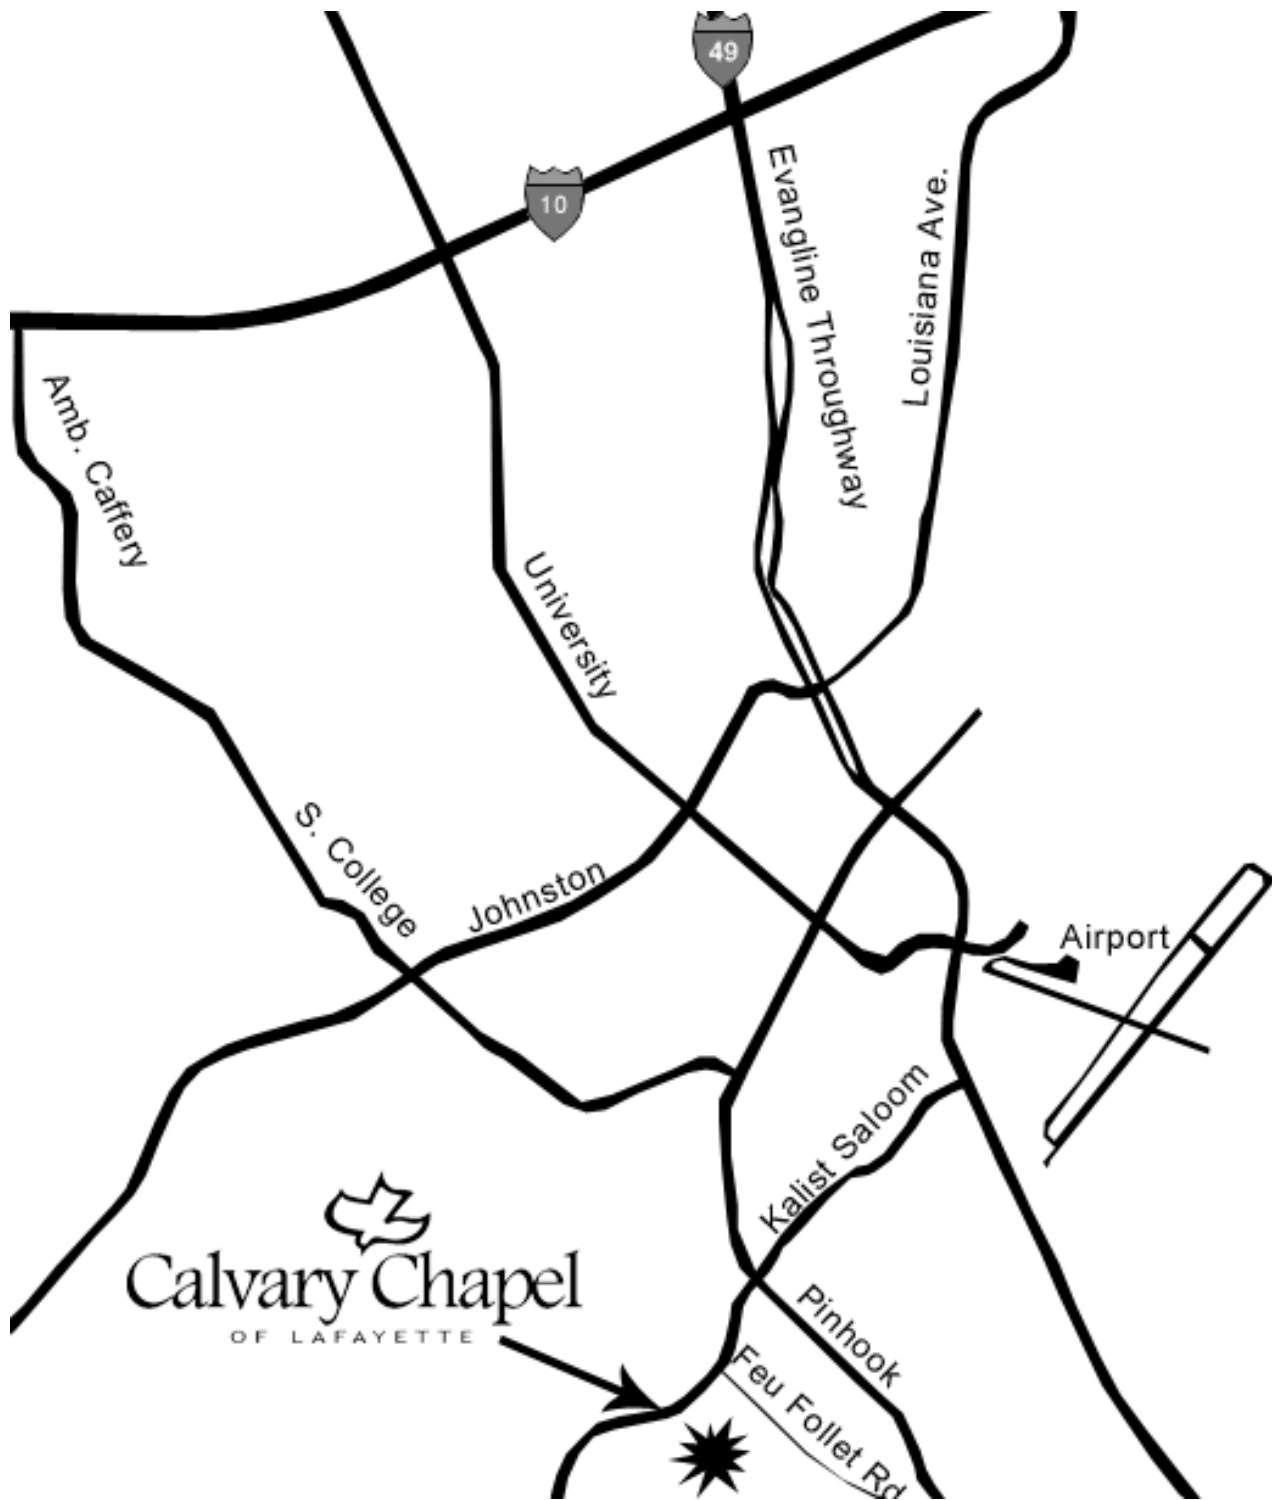 49
10
Evangline Throughway
Louisiana Ave.
Amb. Caffery
University
S. College
Johnston
Airport
Kalist Saloom
Calvary Chapel
OF LAFAYETTE
Pinhook
Feu Follet Rd